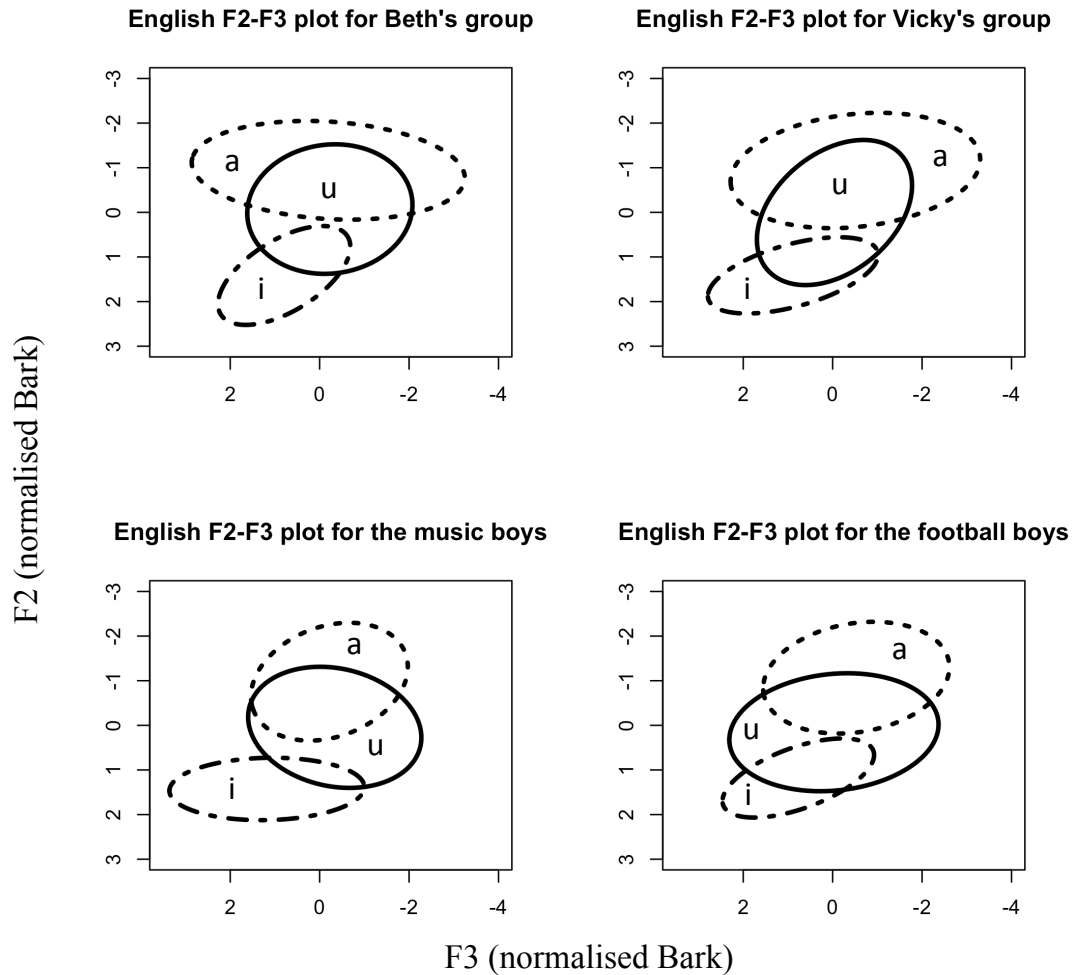 English F2-F3 plot for Beth's group
-3
-2
-1
0
1
2
3
a
u
i
2 0 -2 -4
English F2-F3 plot for Vicky's group
-3
-2
-1
0
1
2
3
a
u
i
2 0 -2 -4
F2 (normalised Bark)
English F2-F3 plot for the music boys
-3
-2
-1
0
1
2
3
a
u
i
2 0 -2 -4
English F2-F3 plot for the football boys
-3
-2
-1
0
1
2
3
a
u
i
2 0 -2 -4
F3 (normalised Bark)